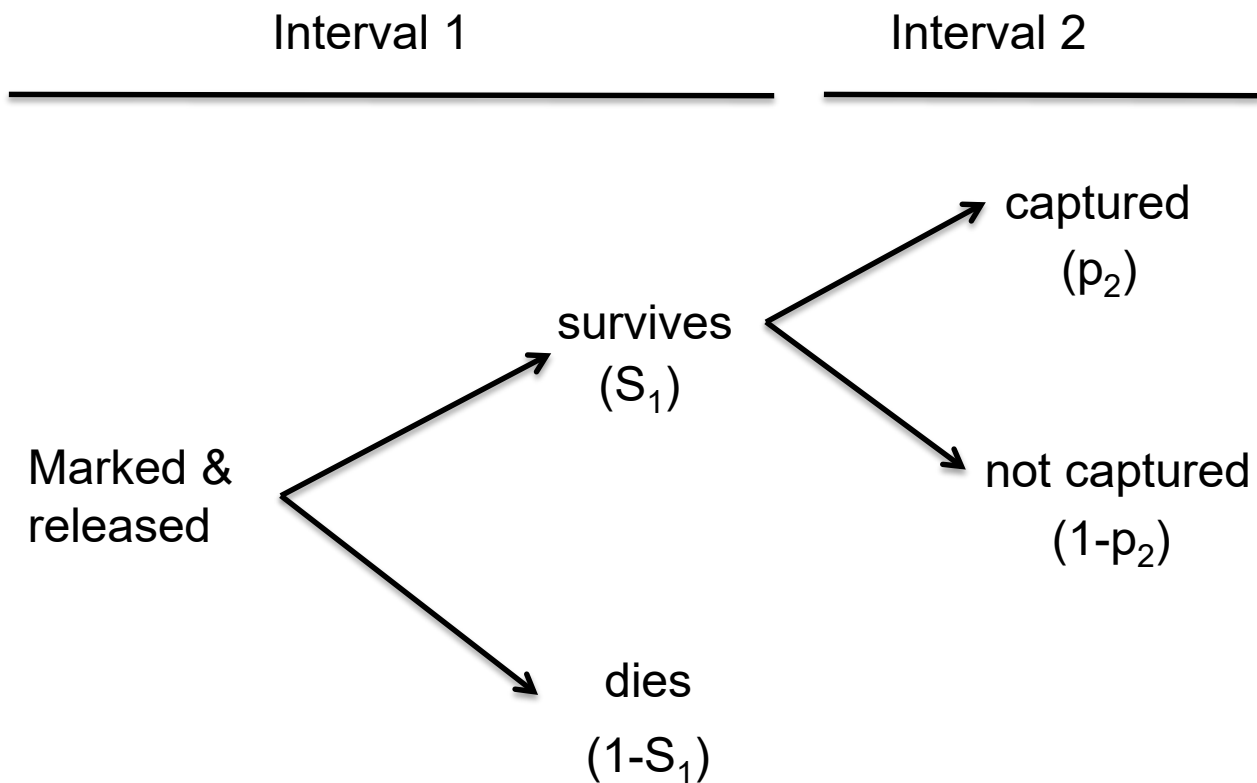 Interval 1
Interval 2
captured
(p₂)
survives
(S₁)
Marked &
released
not captured
(1-p₂)
dies
(1-S₁)